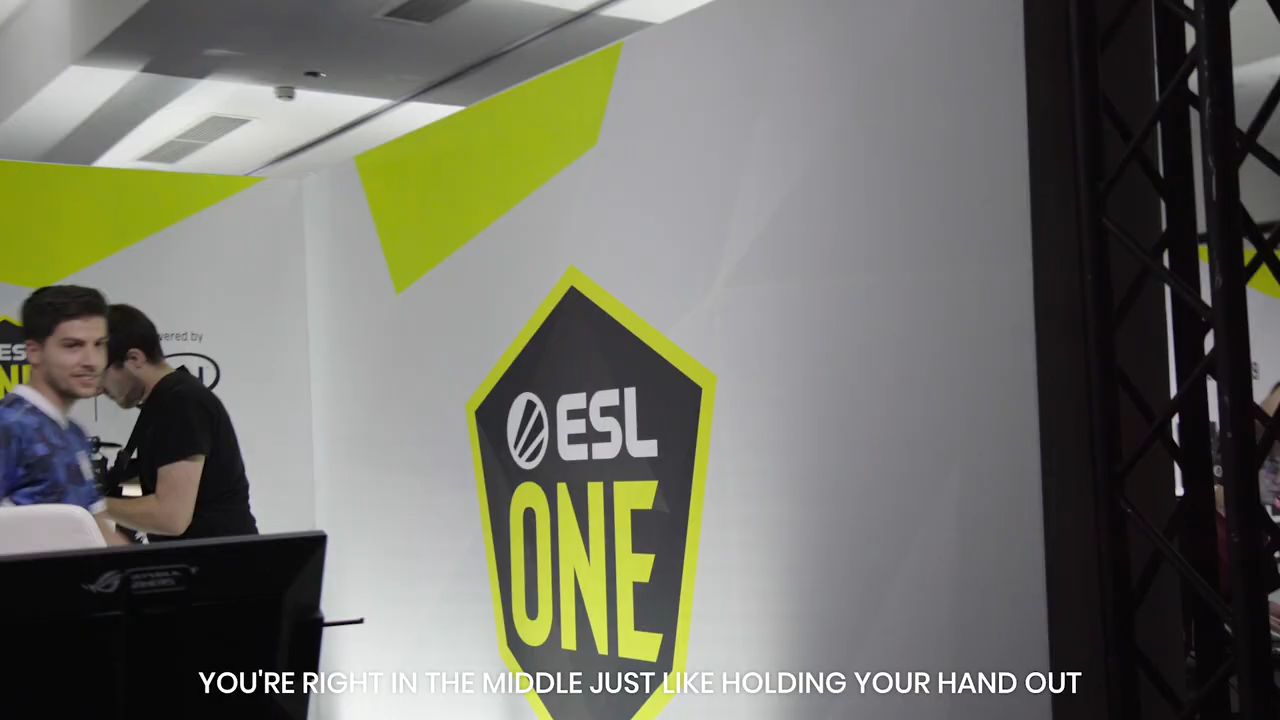 ESL
ONE
YOU'RE RIGHT IN THE MIDDLE JUST LIKE HOLDING YOUR HAND OUT